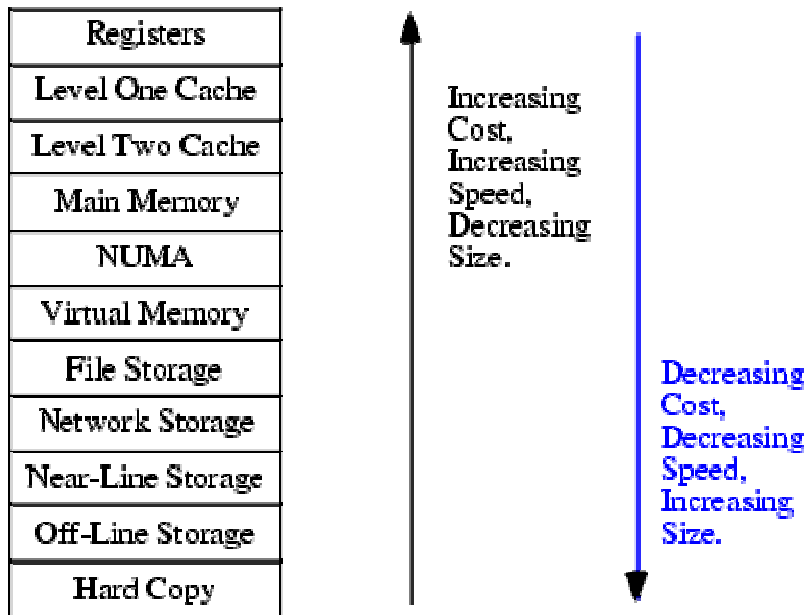 Registers
Level One Cache
Level Two Cache
Main Memory
NUMA
Virtual Memory
File Storage
Network Storage
Near-Line Storage
Off-Line Storage
Hard Copy
Increasing
Cost,
Increasing
Speed,
Decreasing
Size.
Decreasing
Cost,
Decreasing
Speed,
Increasing
Size.